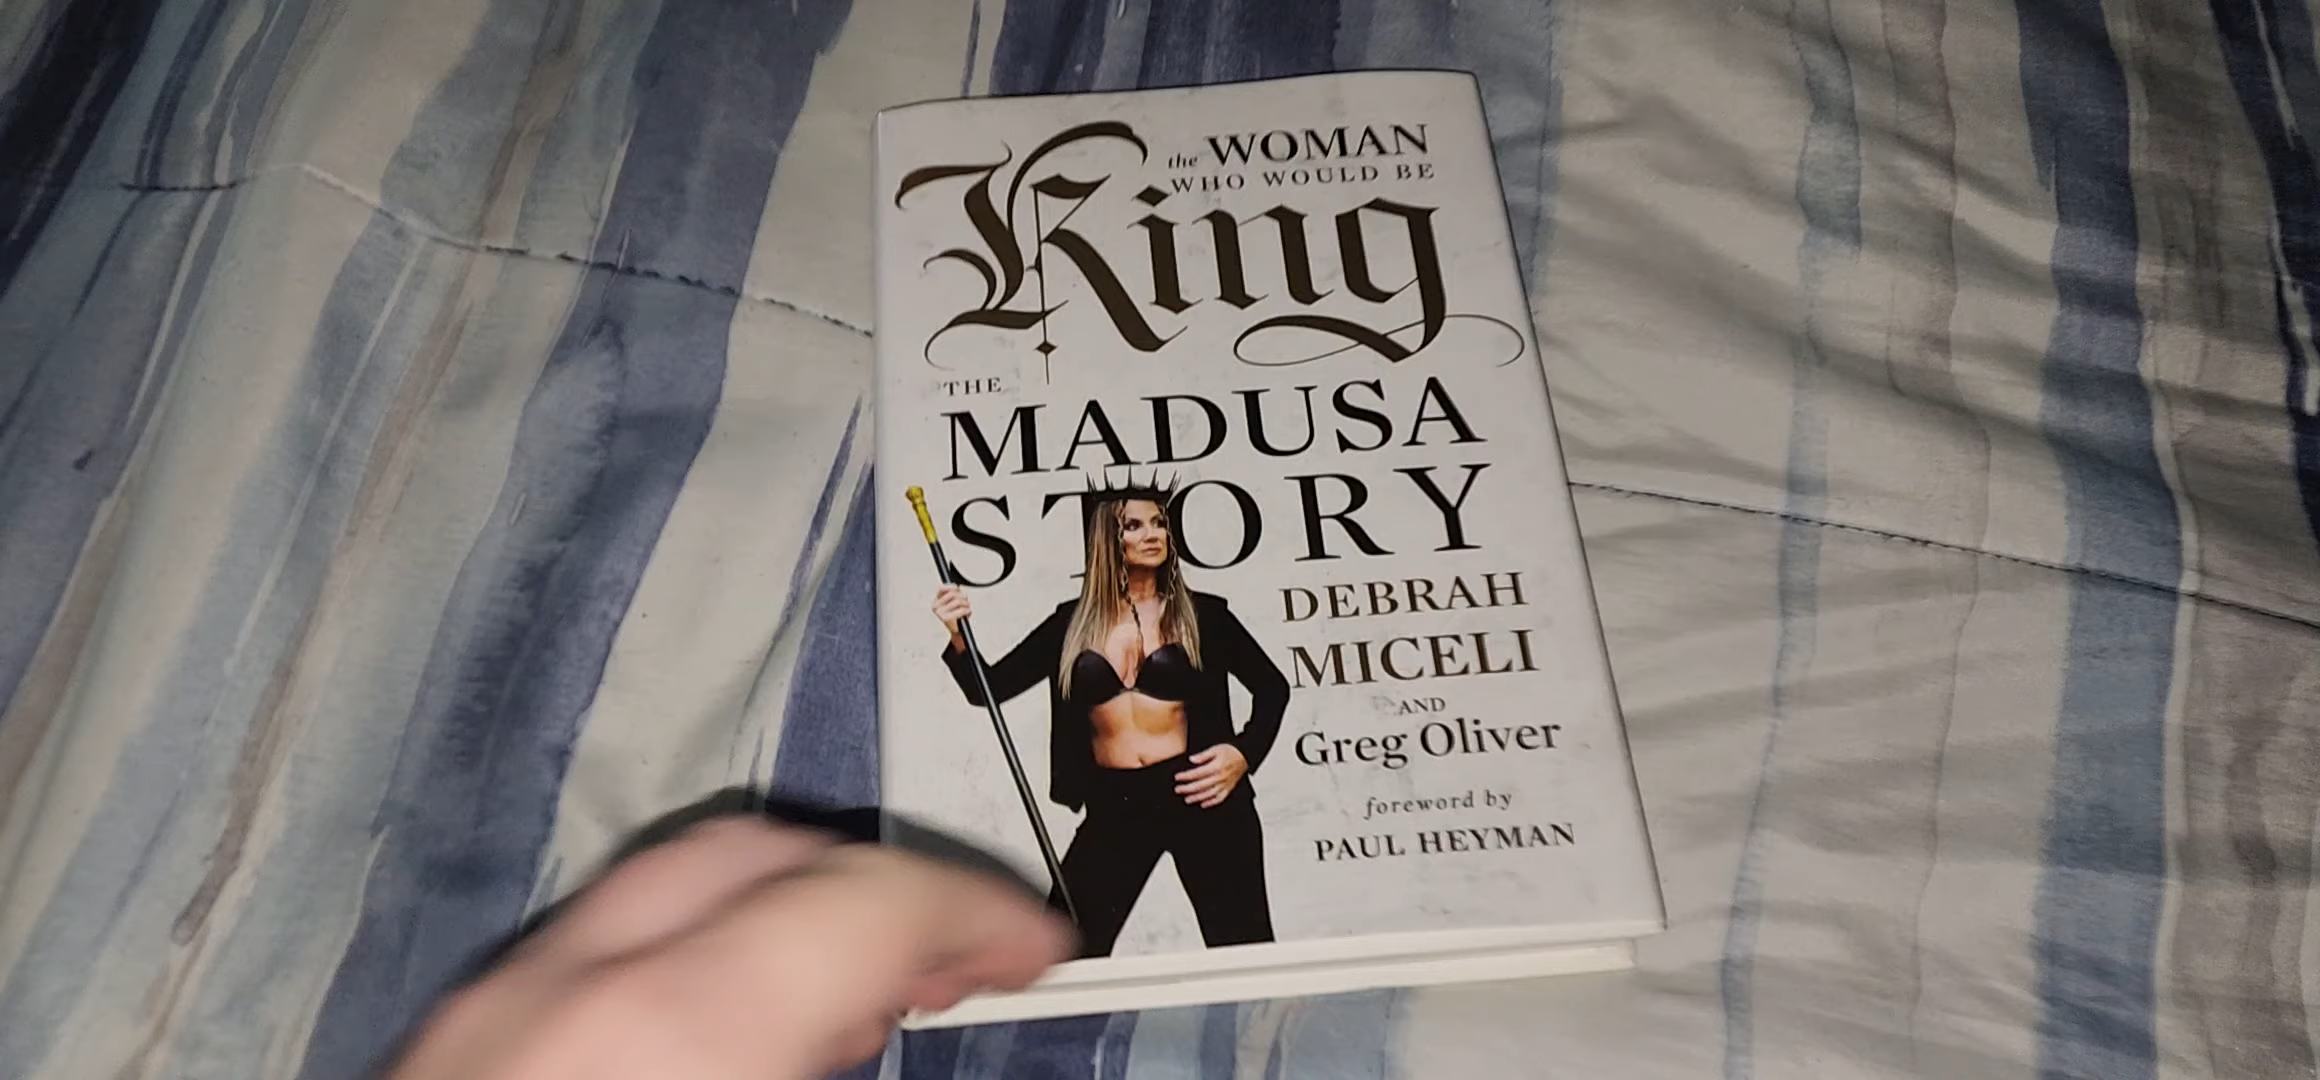 the WOMAN
WHO WOULD BE
King
THE
MADUSA
STORY
DEBRAH
MICELI
AND
Greg Oliver
foreword by
PAUL HEYMAN